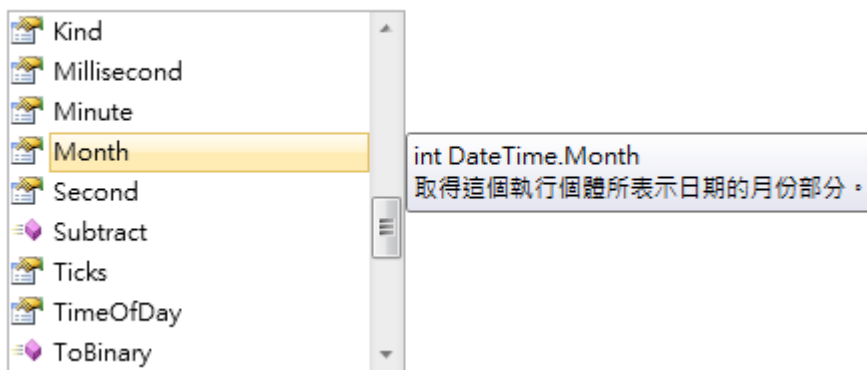 Kind
Millisecond
Minute
Month
int DateTime.Month
取得這個執行個體所表示日期的月份部分。
Second
Subtract
Ticks
TimeOfDay
ToBinary